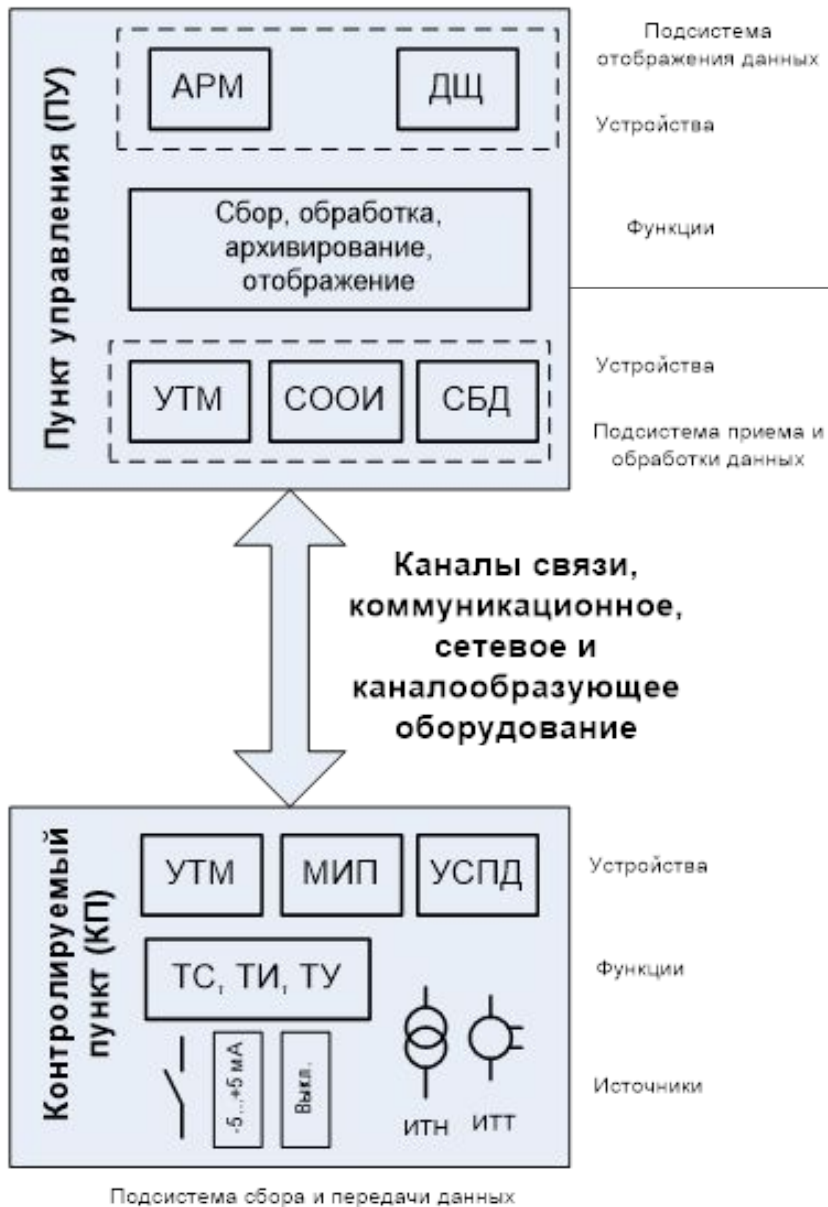 Пункт управления (ПУ)
Подсистема
отображения данных
АРМ
ДЩ
Устройства
Сбор, обработка,
архивирование,
отображение
Функции
Устройства
УТМ
СООИ
СБД
Подсистема приема и
обработки данных
Каналы связи,
коммуникационное,
сетевое и
каналообразующее
оборудование
Контролируемый
пункт (КП)
УТМ
МИП
УСПД
Устройства
ТС, ТИ, ТУ
Функции
-5...+5 мА
Выкл.
ИТН
ИТТ
Источники
Подсистема сбора и передачи данных